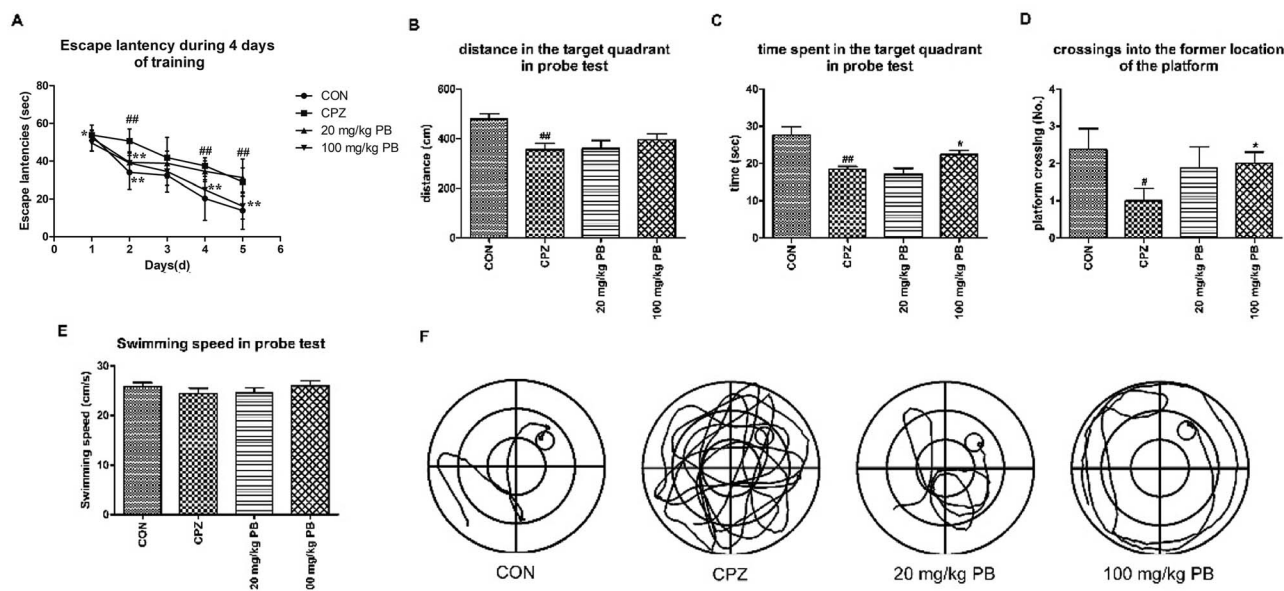 A
Escape lantency during 4 days
of training
Escape latencies (sec)
80
60
40
20
0
*
##
**
**
##
**
##
**
0 1 2 3 4 5 6
Days(d)
CON
CPZ
20 mg/kg PB
100 mg/kg PB
B
distance in the target quadrant
in probe test
distance (cm)
600
400
200
0
##
CON
CPZ
20 mg/kg PB
100 mg/kg PB
C
time spent in the target quadrant
in probe test
time (sec)
40
30
20
10
0
##
*
CON
CPZ
20 mg/kg PB
100 mg/kg PB
D
crossings into the former location
of the platform
platform crossing (No.)
4
3
2
1
0
#
*
CON
CPZ
20 mg/kg PB
100 mg/kg PB
E
Swimming speed in probe test
Swimming speed (cm/s)
30
20
10
0
CON
CPZ
20 mg/kg PB
00 mg/kg PB
F
CON
CPZ
20 mg/kg PB
100 mg/kg PB